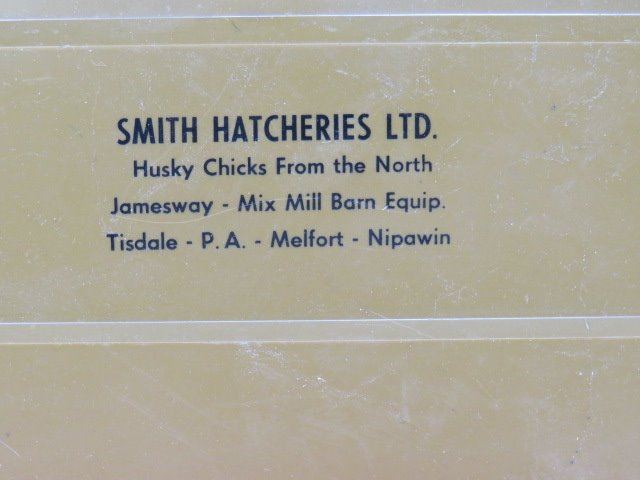 SMITH HATCHERIES LTD.
Husky Chicks From the North
Jamesway - Mix Mill Barn Equip.
Tisdale - P. A. - Melfort - Nipawin